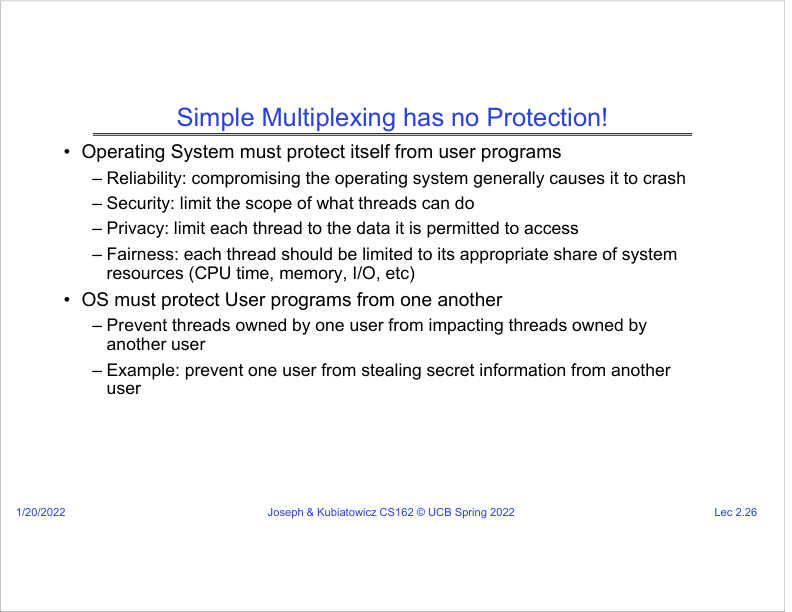 Simple Multiplexing has no Protection!
• Operating System must protect itself from user programs
– Reliability: compromising the operating system generally causes it to crash
– Security: limit the scope of what threads can do
– Privacy: limit each thread to the data it is permitted to access
– Fairness: each thread should be limited to its appropriate share of system
resources (CPU time, memory, I/O, etc)
• OS must protect User programs from one another
– Prevent threads owned by one user from impacting threads owned by
another user
– Example: prevent one user from stealing secret information from another
user
1/20/2022
Joseph & Kubiatowicz CS162 © UCB Spring 2022
Lec 2.26